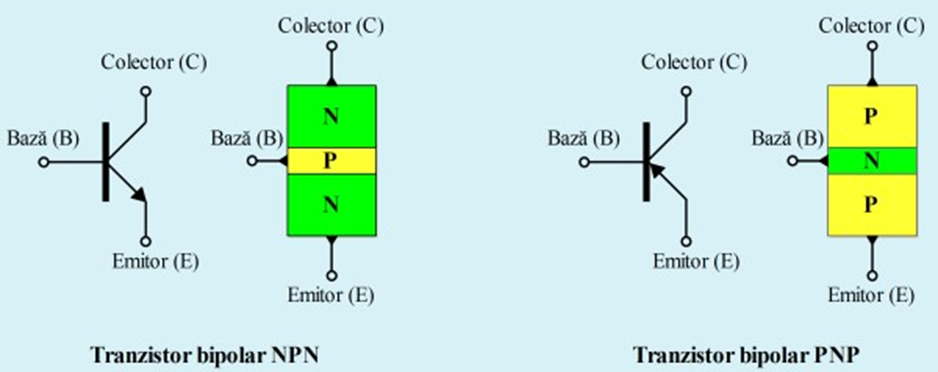 Colector (C)
Bază (B)
Emitor (E)
Colector (C)
Bază (B)
N
P
N
Emitor (E)
Tranzistor bipolar NPN
Colector (C)
Bază (B)
Emitor (E)
Colector (C)
Bază (B)
P
N
P
Emitor (E)
Tranzistor bipolar PNP